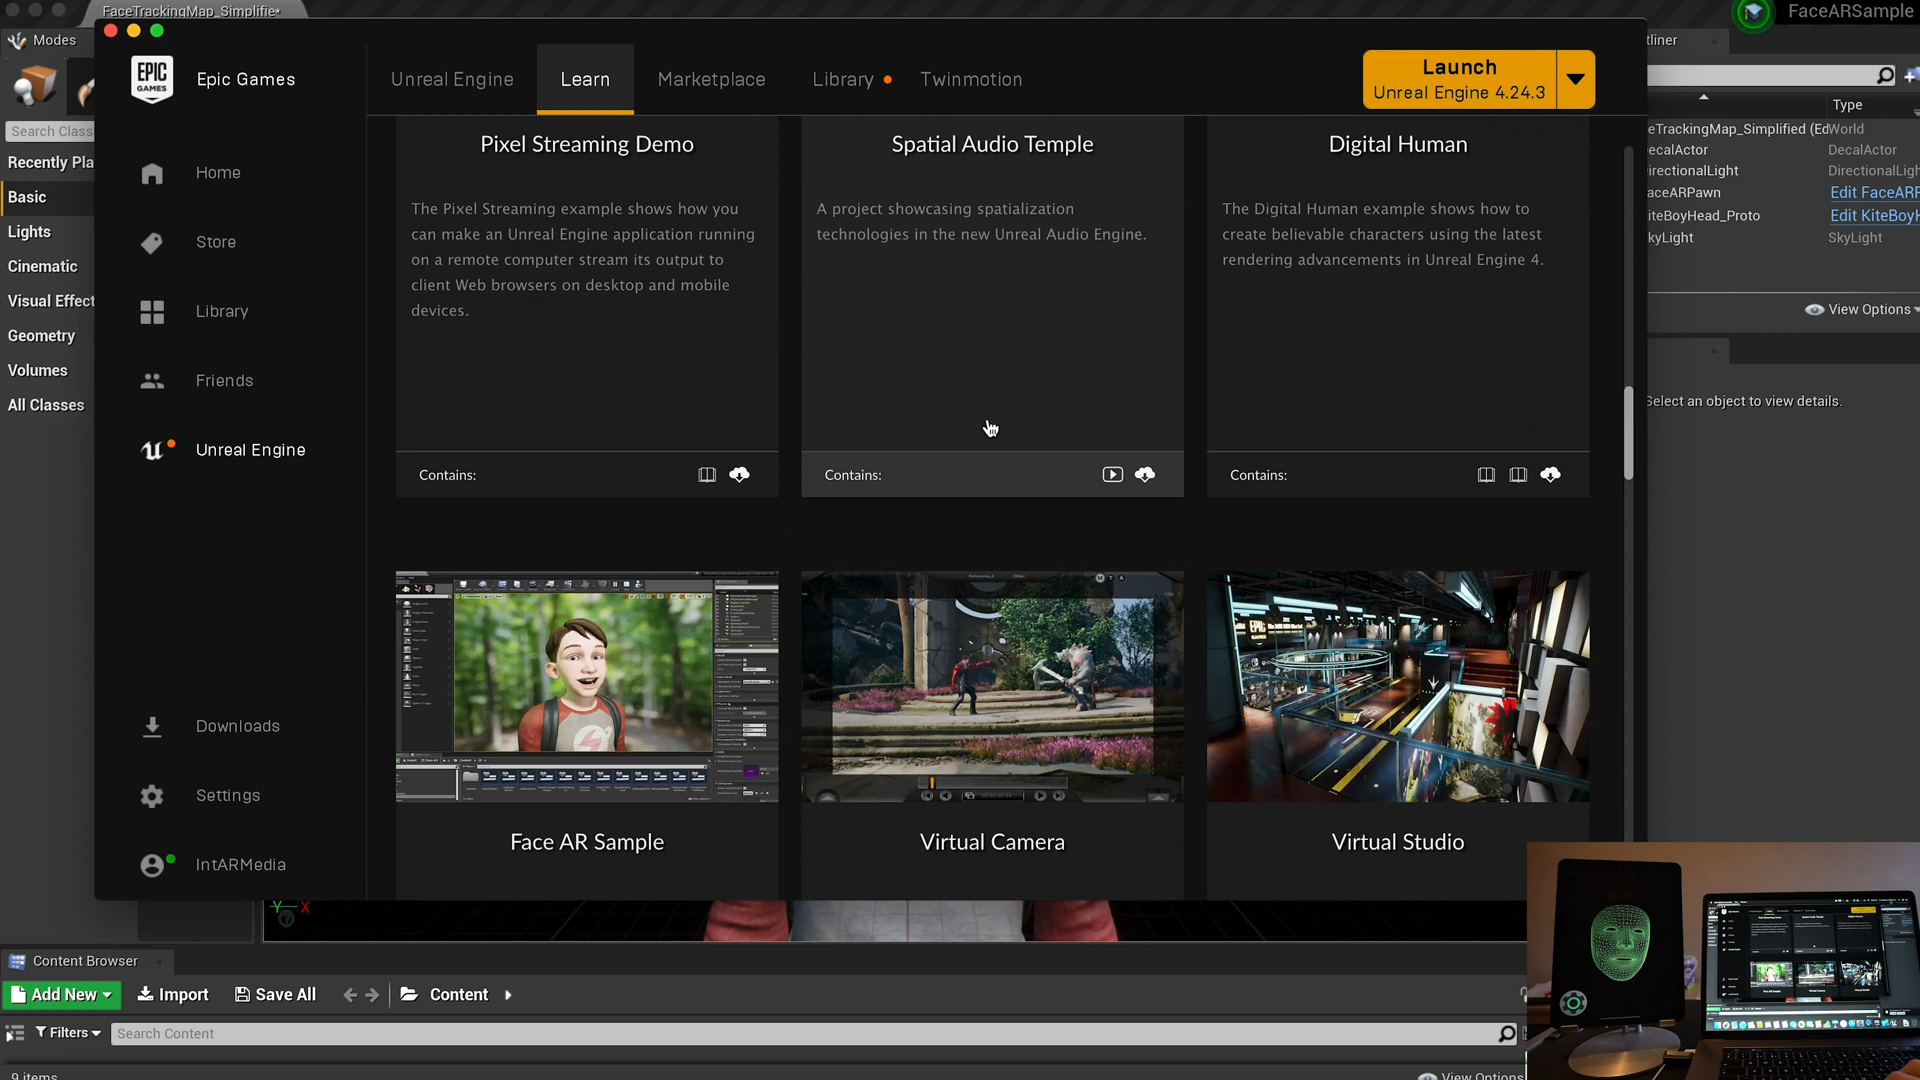 FaceTrackingMap_Simplifie*
FaceARSample
Modes
tliner
EPIC
GAMES
Epic Games
Unreal Engine
Learn
Marketplace
Library
Twinmotion
Launch
Unreal Engine 4.24.3
Search Class
Type
Recently Pla
Basic
Lights
Cinematic
Visual Effect
Geometry
Volumes
All Classes
Home
Store
Library
Friends
Unreal Engine
Downloads
Settings
IntARMedia
Pixel Streaming Demo
The Pixel Streaming example shows how you
can make an Unreal Engine application running
on a remote computer stream its output to
client Web browsers on desktop and mobile
devices.
Contains:
Spatial Audio Temple
A project showcasing spatialization
technologies in the new Unreal Audio Engine.
Contains:
Digital Human
The Digital Human example shows how to
create believable characters using the latest
rendering advancements in Unreal Engine 4.
Contains:
Face AR Sample
Virtual Camera
Virtual Studio
eTrackingMap_Simplified (Ed World
ecalActor DecalActor
irectionalLight DirectionalLigh
aceARPawn Edit FaceARP
iteBoyHead_Proto Edit KiteBoyH
kyLight SkyLight
View Options
Select an object to view details.
Y X
Content Browser
Add New
Import
Save All
Content
Filters
Search Content
9 items
View Options